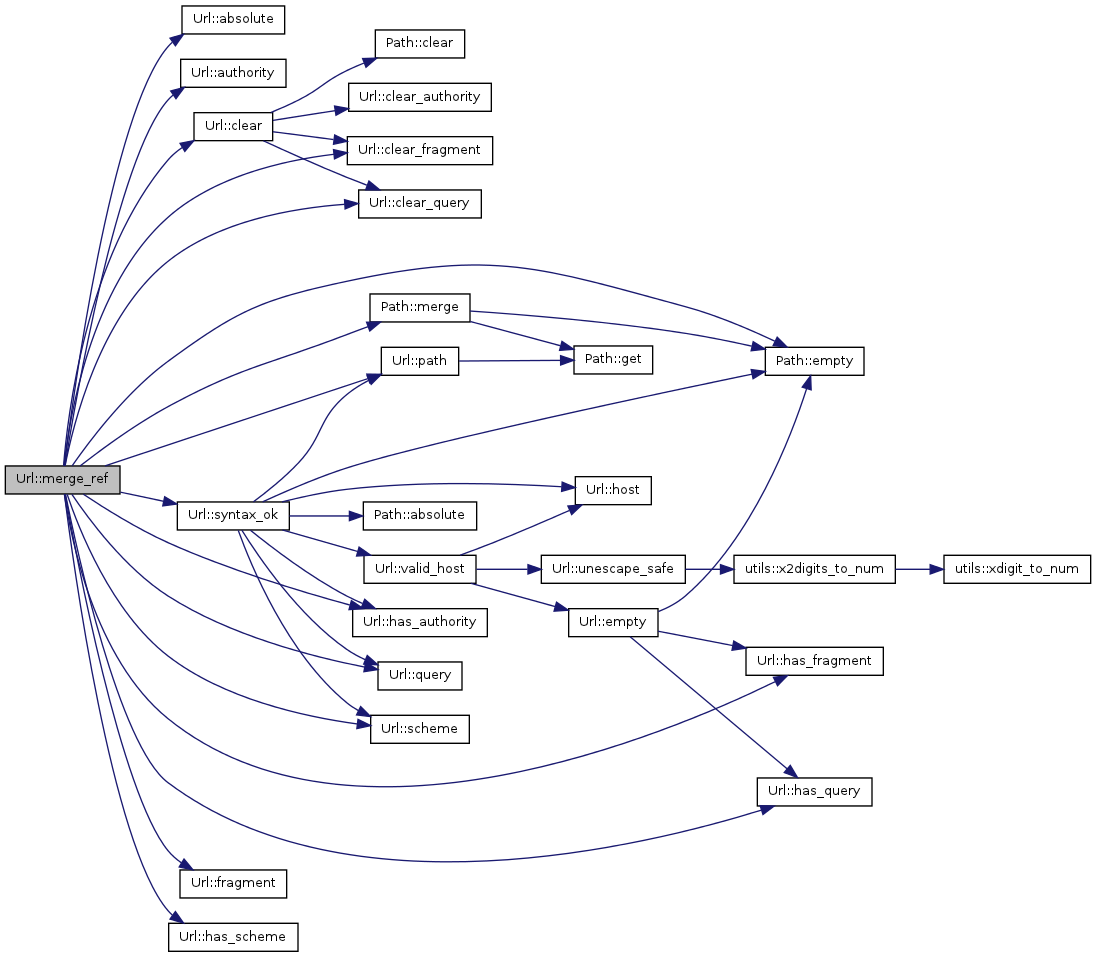 Url::absolute
Path::clear
Url::authority
Url::clear_authority
Url::clear
Url::clear_fragment
Url::clear_query
Path::merge
Url::path
Path::get
Path::empty
Url::merge_ref
Url::host
Url::syntax_ok
Path::absolute
Url::valid_host
Url::unescape_safe
utils::x2digits_to_num
utils::xdigit_to_num
Url::has_authority
Url::empty
Url::has_fragment
Url::query
Url::scheme
Url::has_query
Url::fragment
Url::has_scheme